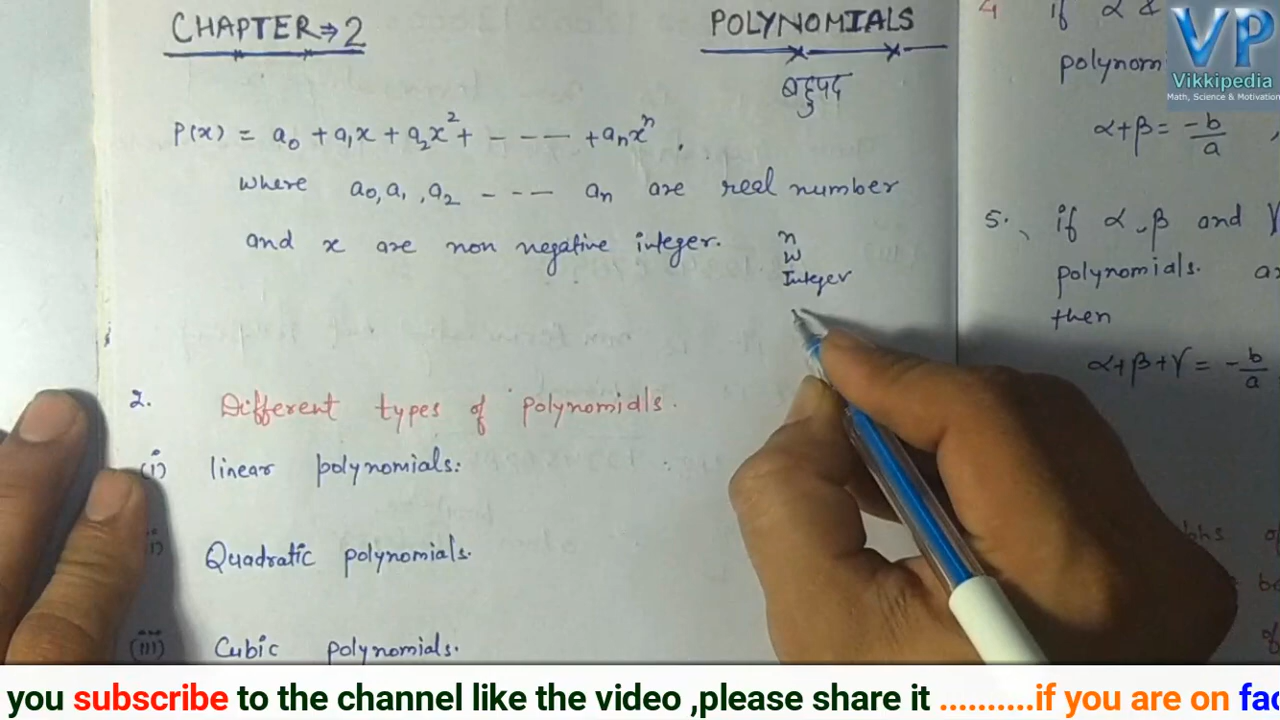 CHAPTER⇒2
POLYNOMIALS
बहुपद
P(x) = a₀ + a₁x + a₂x² + - - - + aₙxⁿ.
where a₀, a₁, a₂ - - - aₙ are real number
and x are non negative integer.
n
w
Integer
2. Different types of polynomials.
(i) linear polynomials:
Quadratic polynomials.
(iii) Cubic polynomials.
4 if α &
polynom
α+β = -b/a ,
5. if α, β and γ
polynomials.
then
α+β+γ = -b/a
VP
Vikkipedia
Math, Science & Motivation
you subscribe to the channel like the video ,please share it ..........if you are on fac